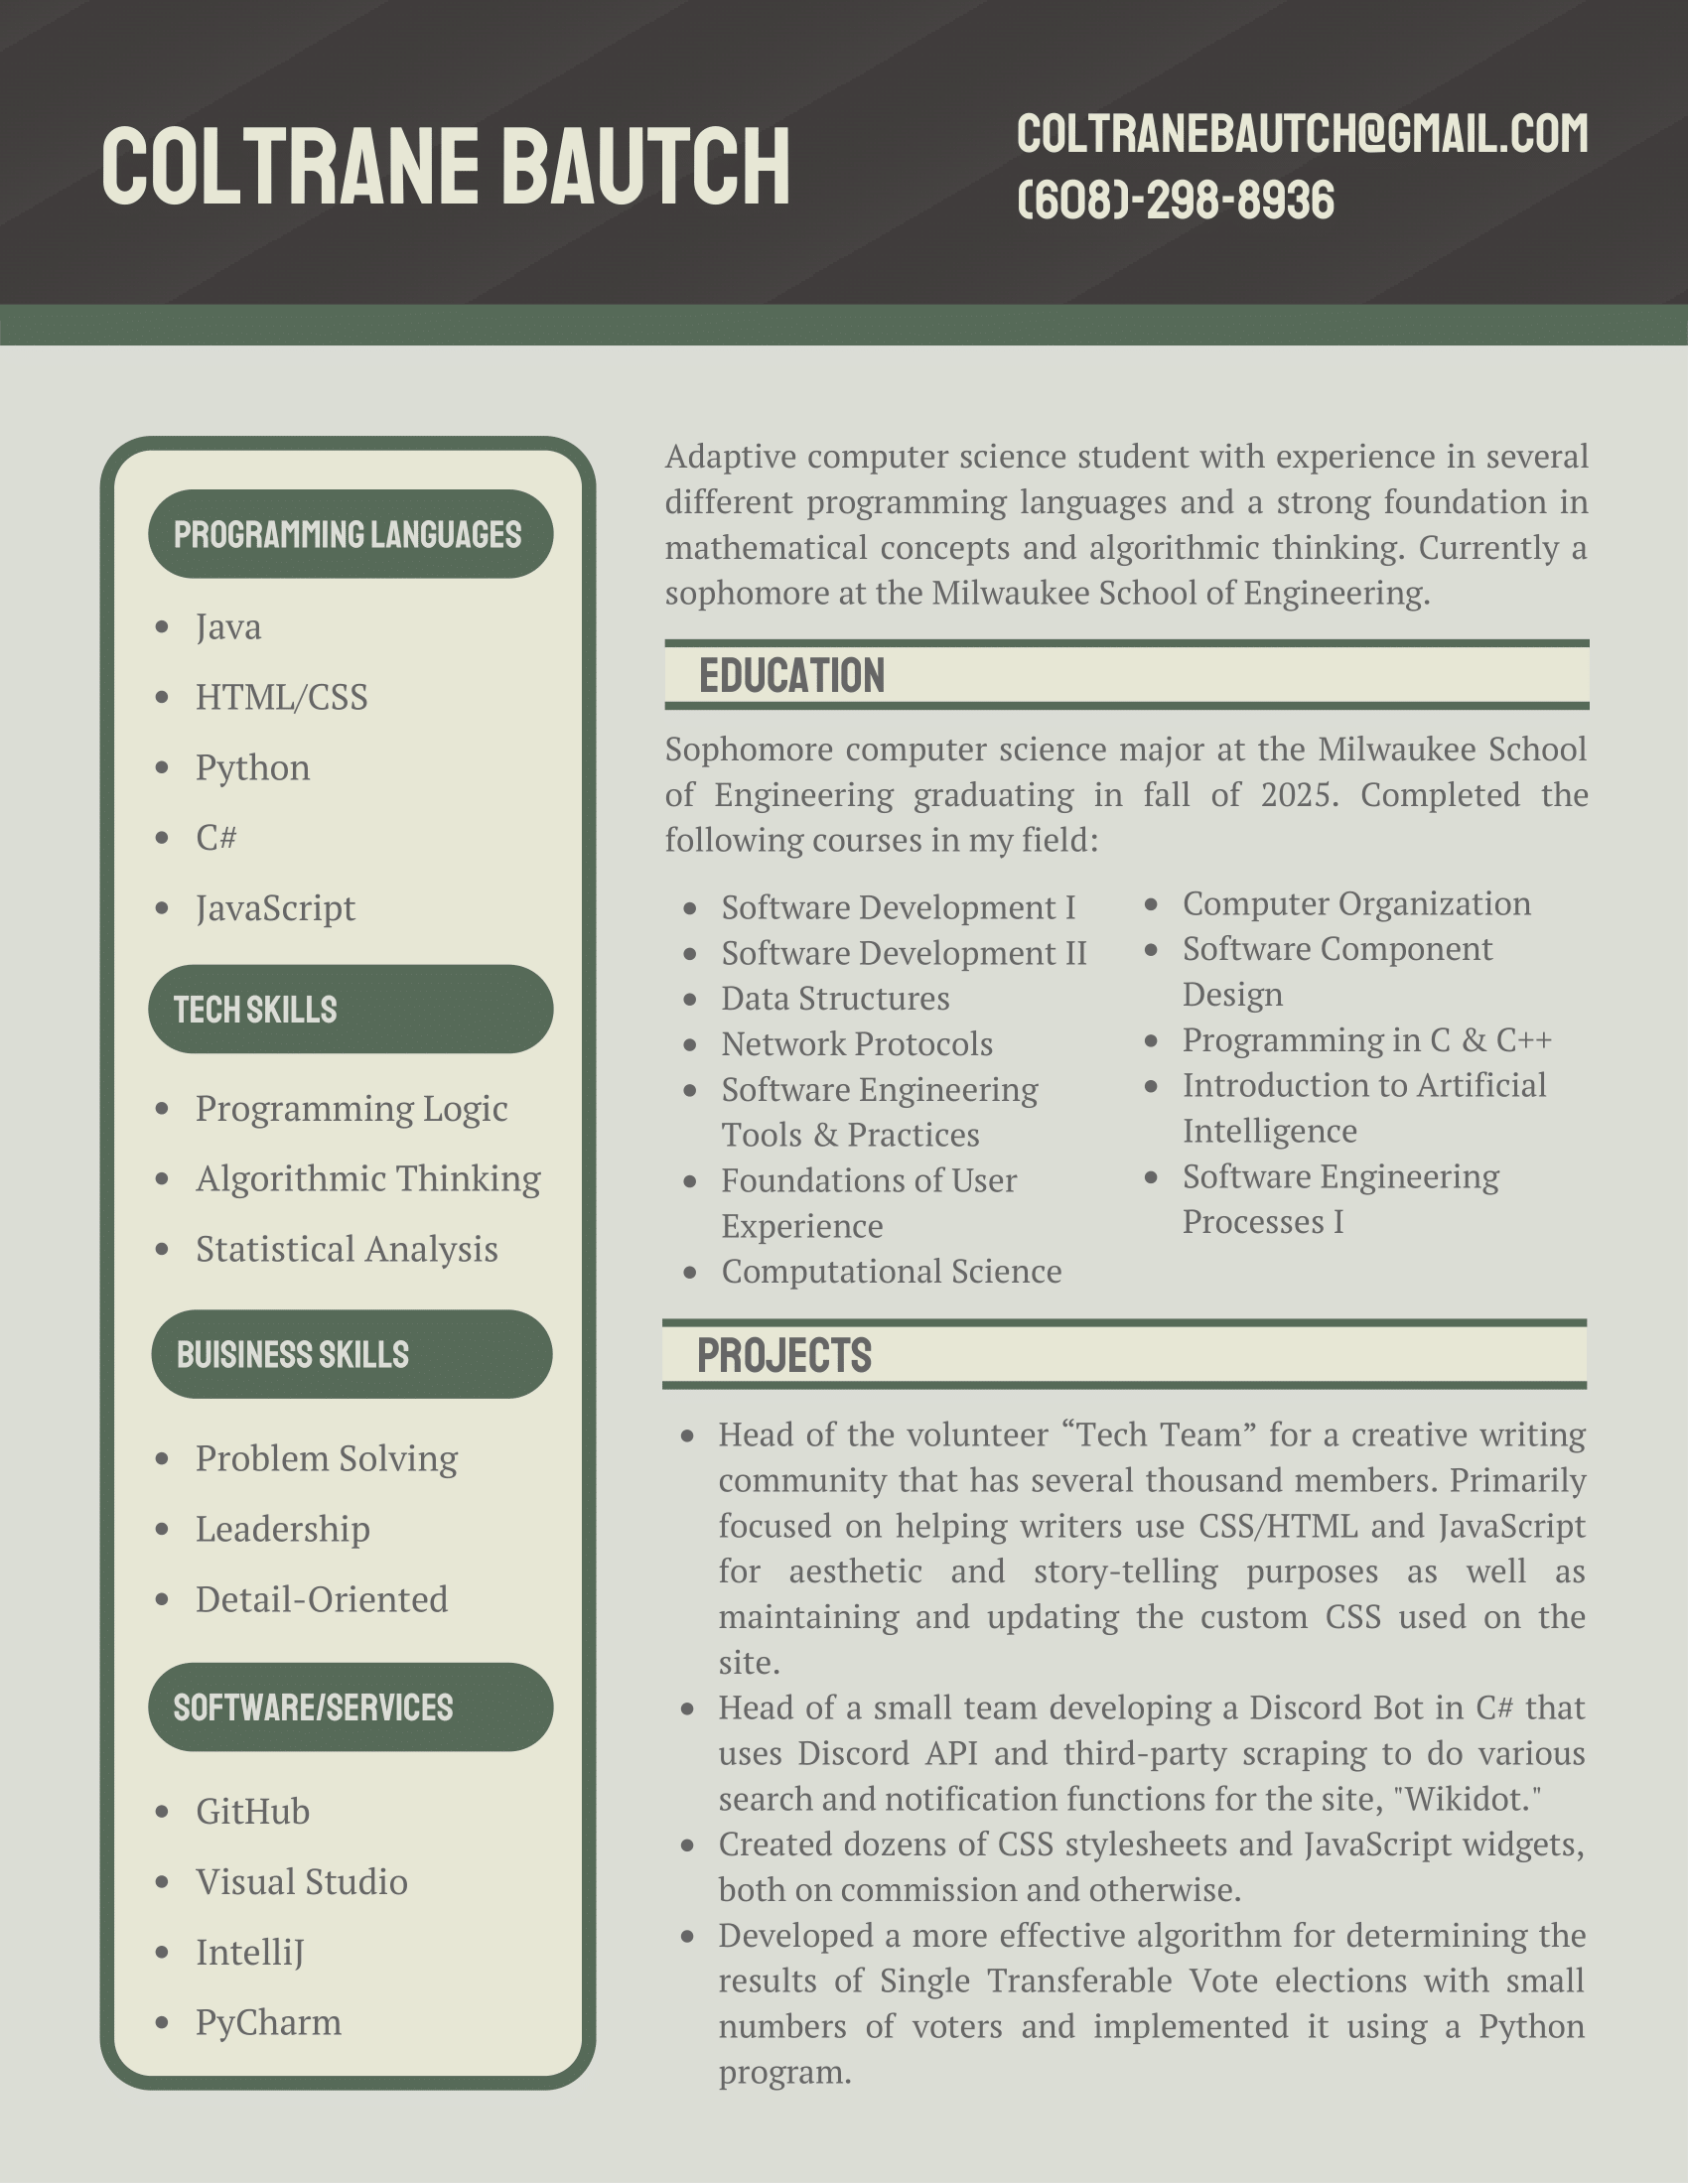 COLTRANE BAUTCH
COLTRANEBAUTCH@GMAIL.COM
(608)-298-8936
PROGRAMMING LANGUAGES
• Java
• HTML/CSS
• Python
• C#
• JavaScript
TECH SKILLS
• Programming Logic
• Algorithmic Thinking
• Statistical Analysis
BUISINESS SKILLS
• Problem Solving
• Leadership
• Detail-Oriented
SOFTWARE/SERVICES
• GitHub
• Visual Studio
• IntelliJ
• PyCharm
Adaptive computer science student with experience in several
different programming languages and a strong foundation in
mathematical concepts and algorithmic thinking. Currently a
sophomore at the Milwaukee School of Engineering.
EDUCATION
Sophomore computer science major at the Milwaukee School
of Engineering graduating in fall of 2025. Completed the
following courses in my field:
• Software Development I
• Software Development II
• Data Structures
• Network Protocols
• Software Engineering
Tools & Practices
• Foundations of User
Experience
• Computational Science
• Computer Organization
• Software Component
Design
• Programming in C & C++
• Introduction to Artificial
Intelligence
• Software Engineering
Processes I
PROJECTS
• Head of the volunteer “Tech Team” for a creative writing
community that has several thousand members. Primarily
focused on helping writers use CSS/HTML and JavaScript
for aesthetic and story-telling purposes as well as
maintaining and updating the custom CSS used on the
site.
• Head of a small team developing a Discord Bot in C# that
uses Discord API and third-party scraping to do various
search and notification functions for the site, "Wikidot."
• Created dozens of CSS stylesheets and JavaScript widgets,
both on commission and otherwise.
• Developed a more effective algorithm for determining the
results of Single Transferable Vote elections with small
numbers of voters and implemented it using a Python
program.